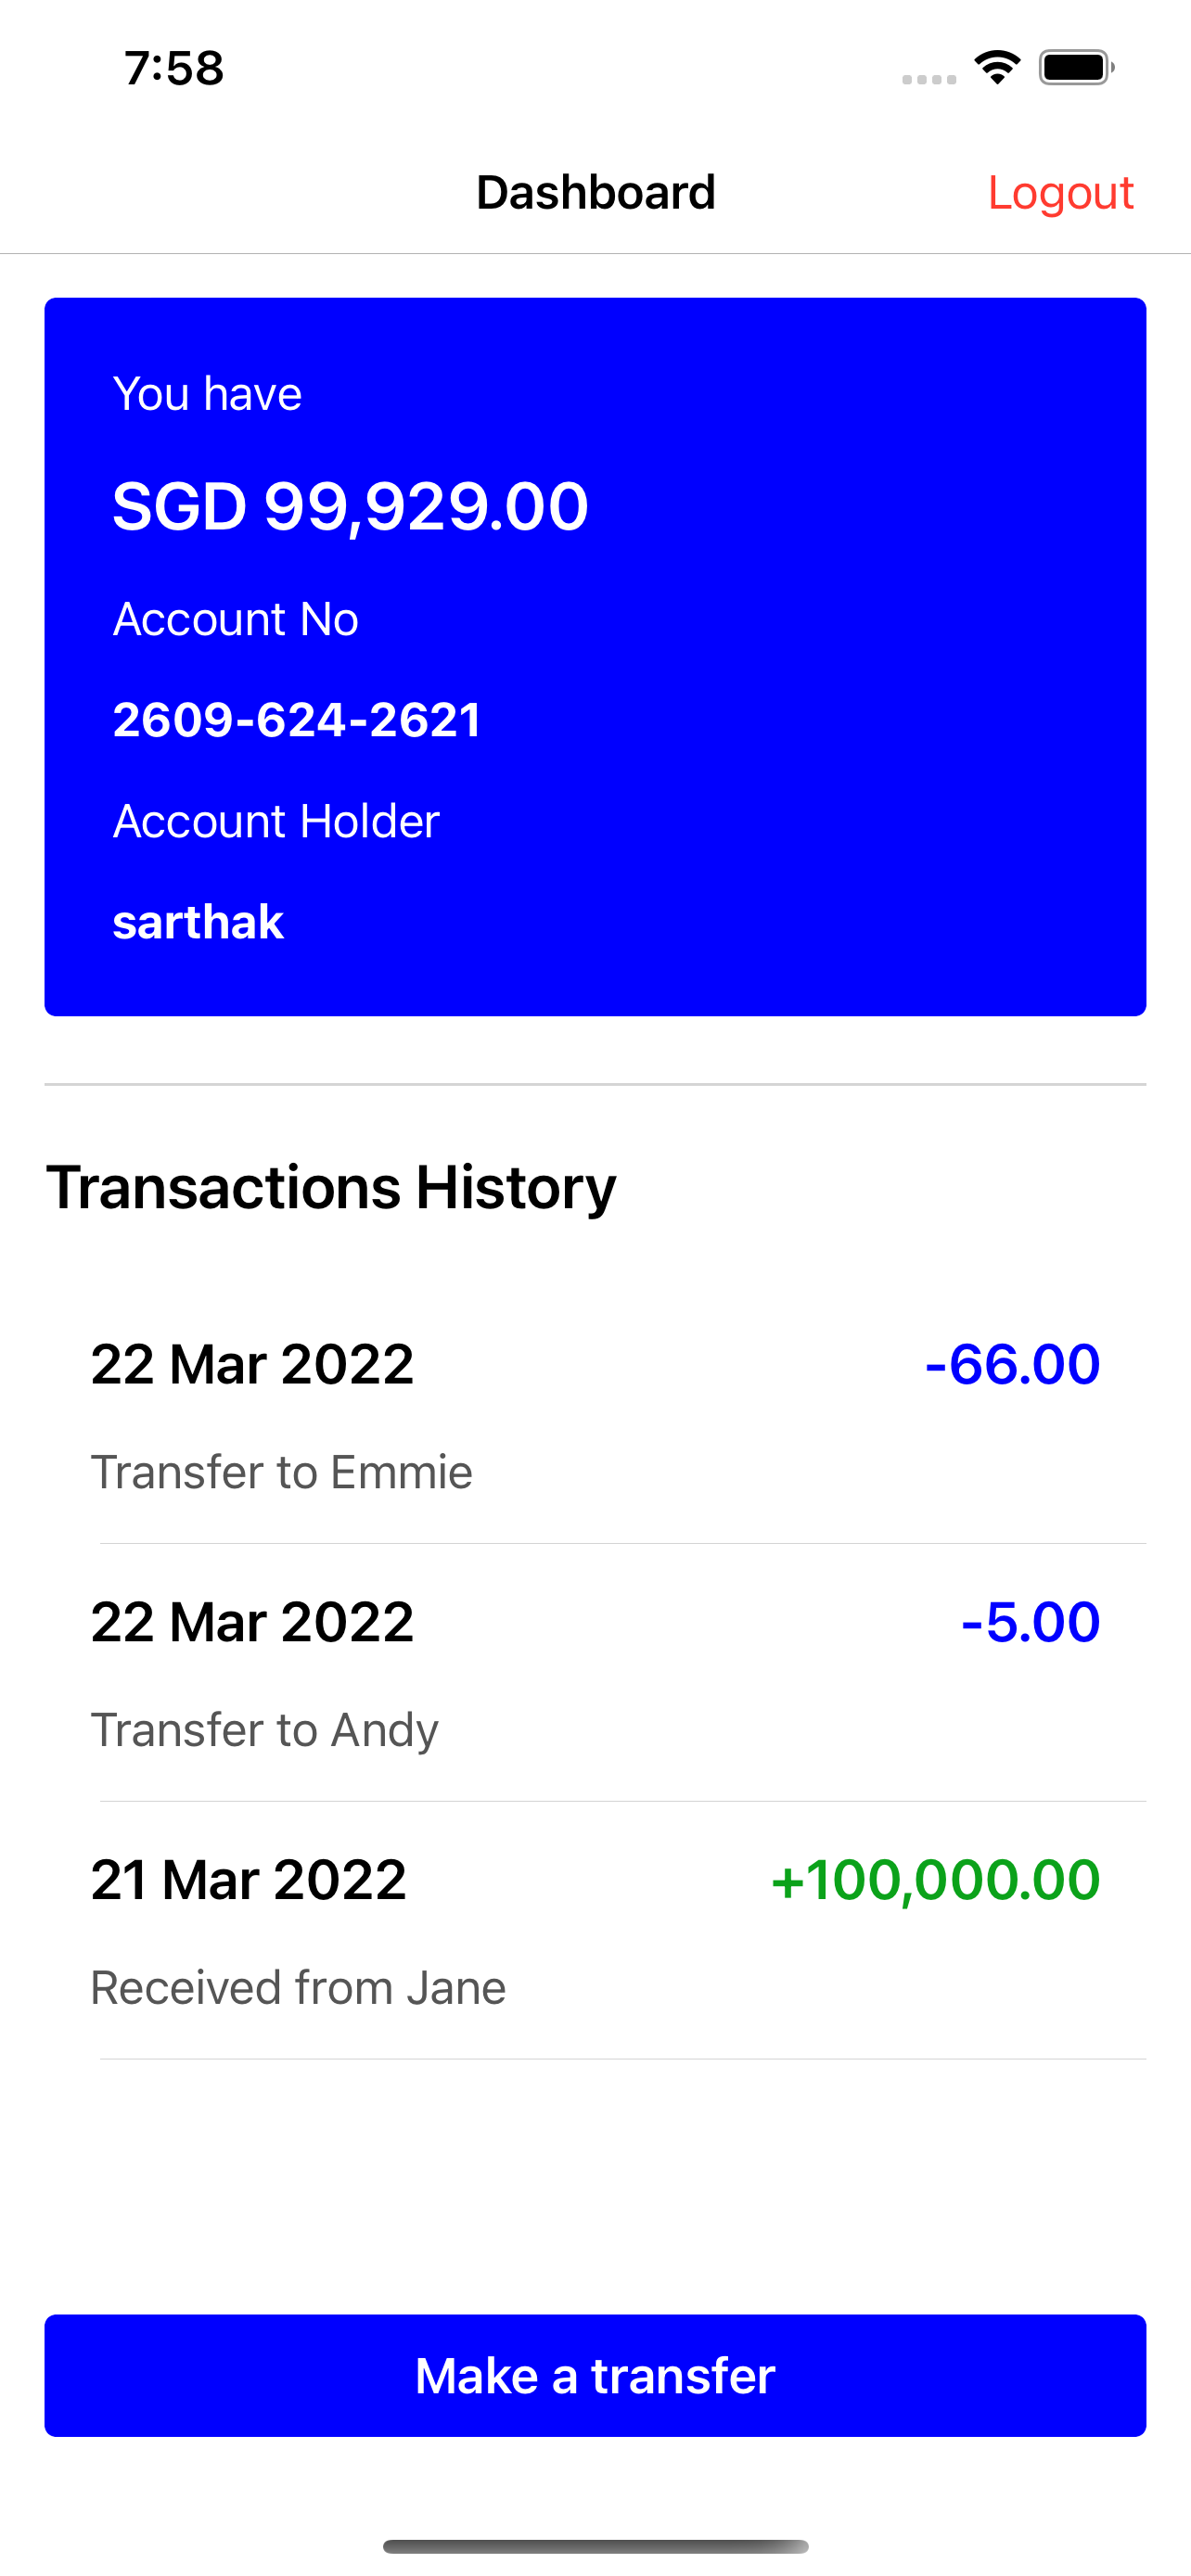 7:58
Dashboard
Logout
You have
SGD 99,929.00
Account No
2609-624-2621
Account Holder
sarthak
Transactions History
22 Mar 2022 -66.00
Transfer to Emmie
22 Mar 2022 -5.00
Transfer to Andy
21 Mar 2022 +100,000.00
Received from Jane
Make a transfer